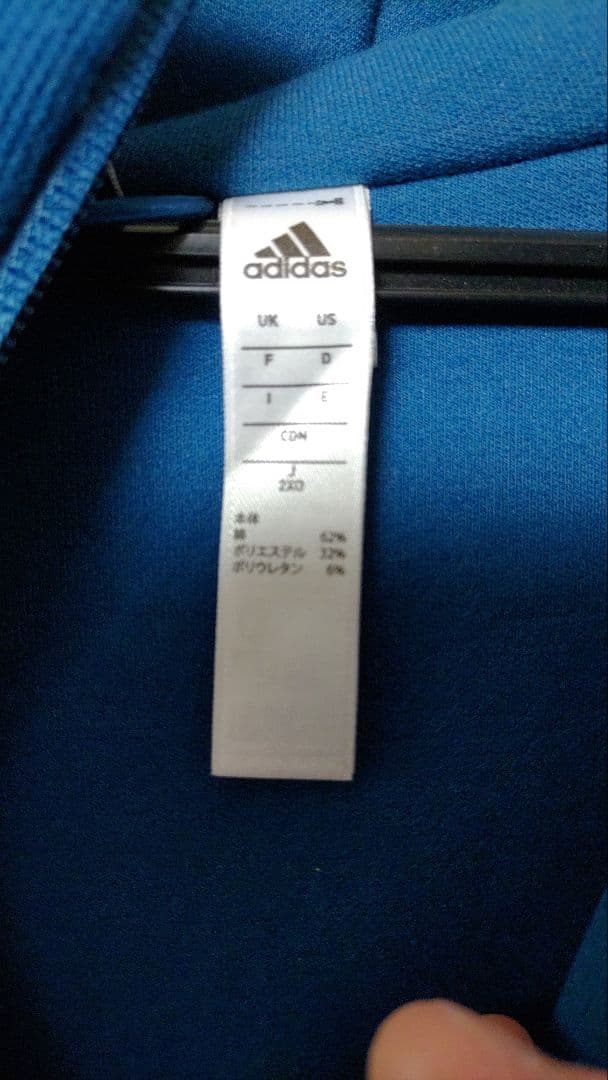 adidas
UK US
F D
I E
CDN
J
2XO
本体
綿 62%
ポリエステル 32%
ポリウレタン 6%